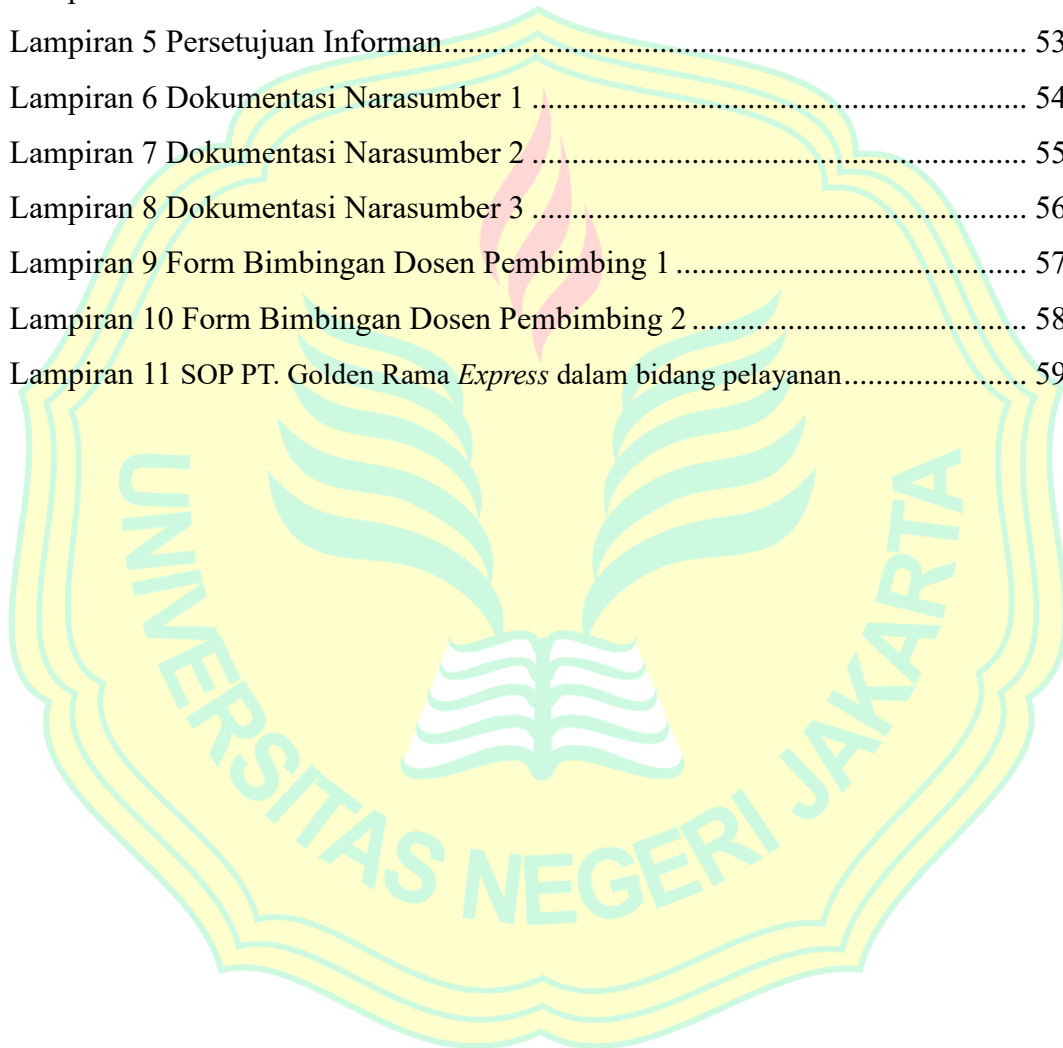 Lampiran 5 Persetujuan Informan........................................................................ 53
Lampiran 6 Dokumentasi Narasumber 1 ............................................................. 54
Lampiran 7 Dokumentasi Narasumber 2 ............................................................. 55
Lampiran 8 Dokumentasi Narasumber 3 ............................................................. 56
Lampiran 9 Form Bimbingan Dosen Pembimbing 1 ........................................... 57
Lampiran 10 Form Bimbingan Dosen Pembimbing 2 ......................................... 58
Lampiran 11 SOP PT. Golden Rama Express dalam bidang pelayanan...................... 59
UNIVERSITAS NEGERI JAKARTA